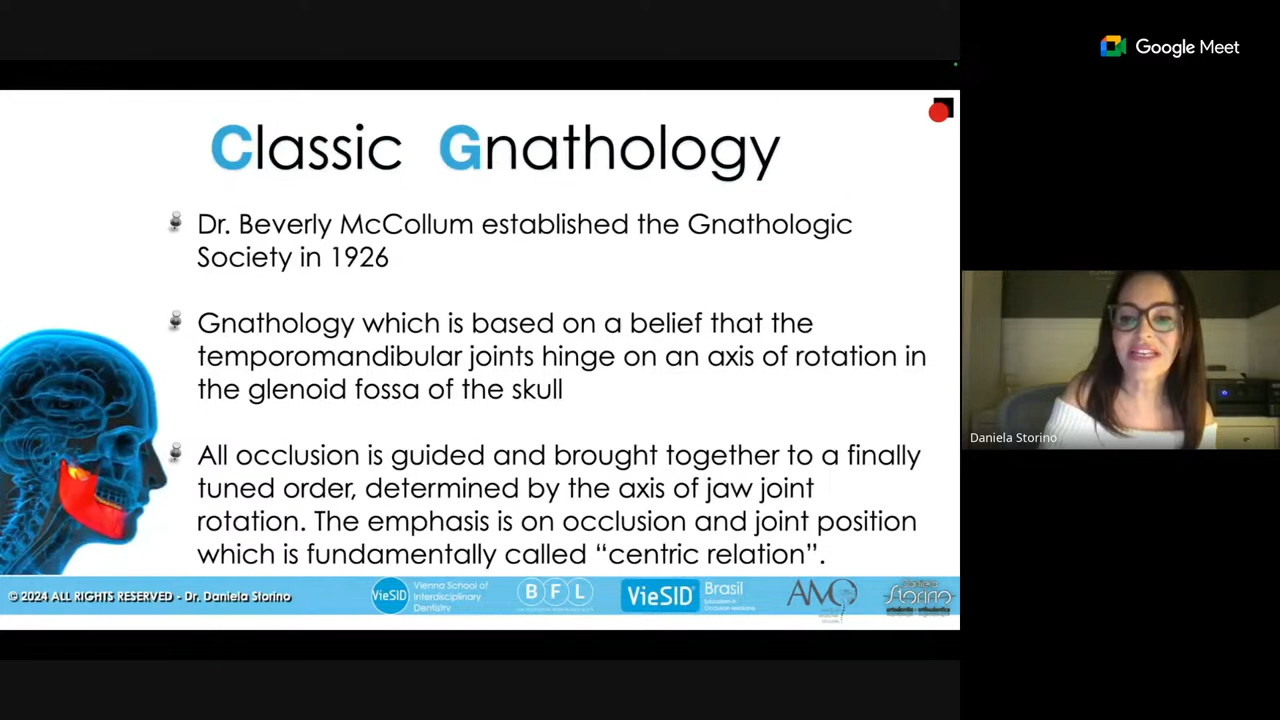 Google Meet
Classic Gnathology
Dr. Beverly McCollum established the Gnathologic
Society in 1926
Gnathology which is based on a belief that the
temporomandibular joints hinge on an axis of rotation in
the glenoid fossa of the skull
All occlusion is guided and brought together to a finally
tuned order, determined by the axis of jaw joint
rotation. The emphasis is on occlusion and joint position
which is fundamentally called “centric relation”.
Daniela Storino
© 2024 ALL RIGHTS RESERVED - Dr. Daniela Storino
VieSID
Vienna School of
Interdisciplinary
Dentistry
BFL
VieSID
Brasil
AMO
Storino